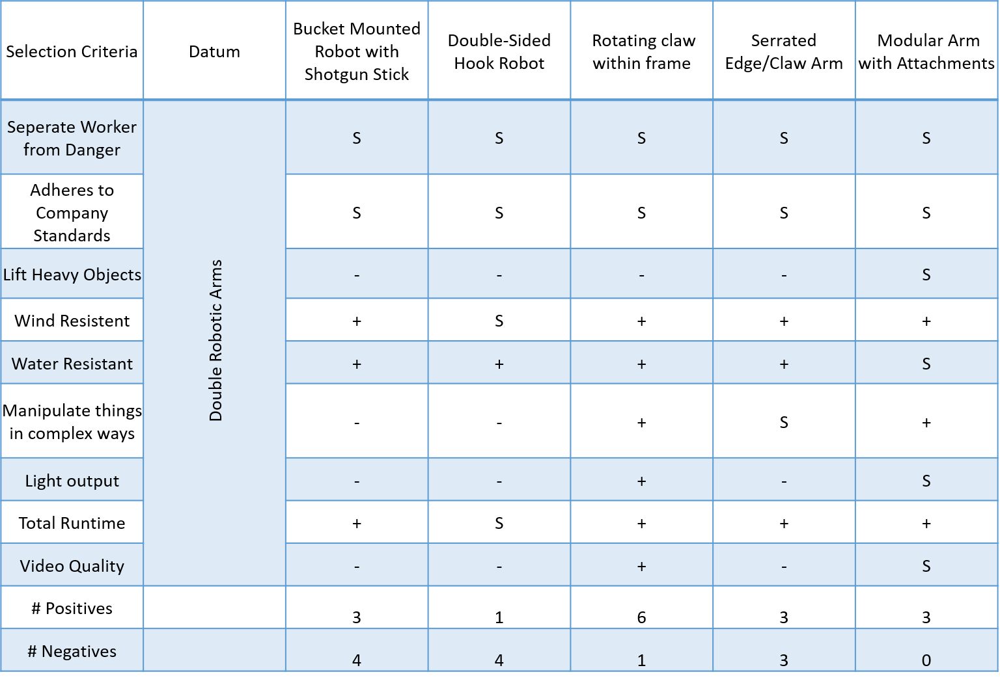 Selection Criteria
Datum
Bucket Mounted
Robot with
Shotgun Stick
Double-Sided
Hook Robot
Rotating claw
within frame
Serrated
Edge/Claw Arm
Modular Arm
with Attachments
Double Robotic Arms
Seperate Worker
from Danger
S
S
S
S
S
Adheres to
Company
Standards
S
S
S
S
S
Lift Heavy Objects
-
-
-
-
S
Wind Resistent
+
S
+
+
+
Water Resistant
+
+
+
+
S
Manipulate things
in complex ways
-
-
+
S
+
Light output
-
-
+
-
S
Total Runtime
+
S
+
+
+
Video Quality
-
-
+
-
S
# Positives
3
1
6
3
3
# Negatives
4
4
1
3
0